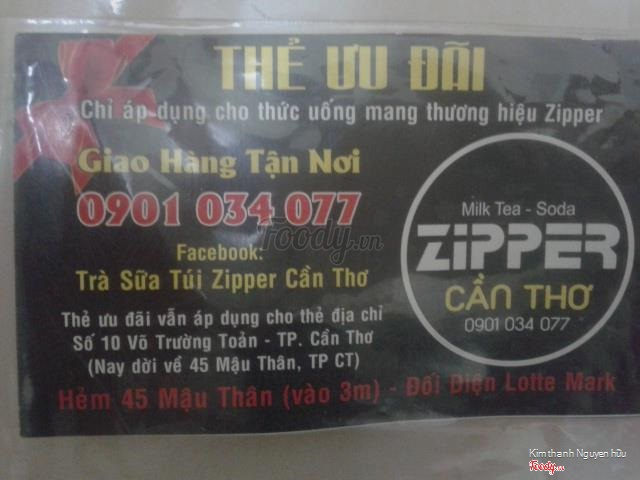 THẺ ƯU ĐÃI
Chỉ áp dụng cho thức uống mang thương hiệu Zipper
Giao Hàng Tận Nơi
0901 034 077
Facebook:
Trà Sữa Túi Zipper Cần Thơ
Thẻ ưu đãi vẫn áp dụng cho thẻ địa chỉ
Số 10 Võ Trường Toản - TP. Cần Thơ
(Nay dời về 45 Mậu Thân, TP CT)
Hẻm 45 Mậu Thân (vào 3m) - Đối Diện Lotte Mark
Milk Tea - Soda
ZIPPER
CẦN THƠ
0901 034 077
Foody.vn
Kim thanh Nguyen hữu
Foody.vn